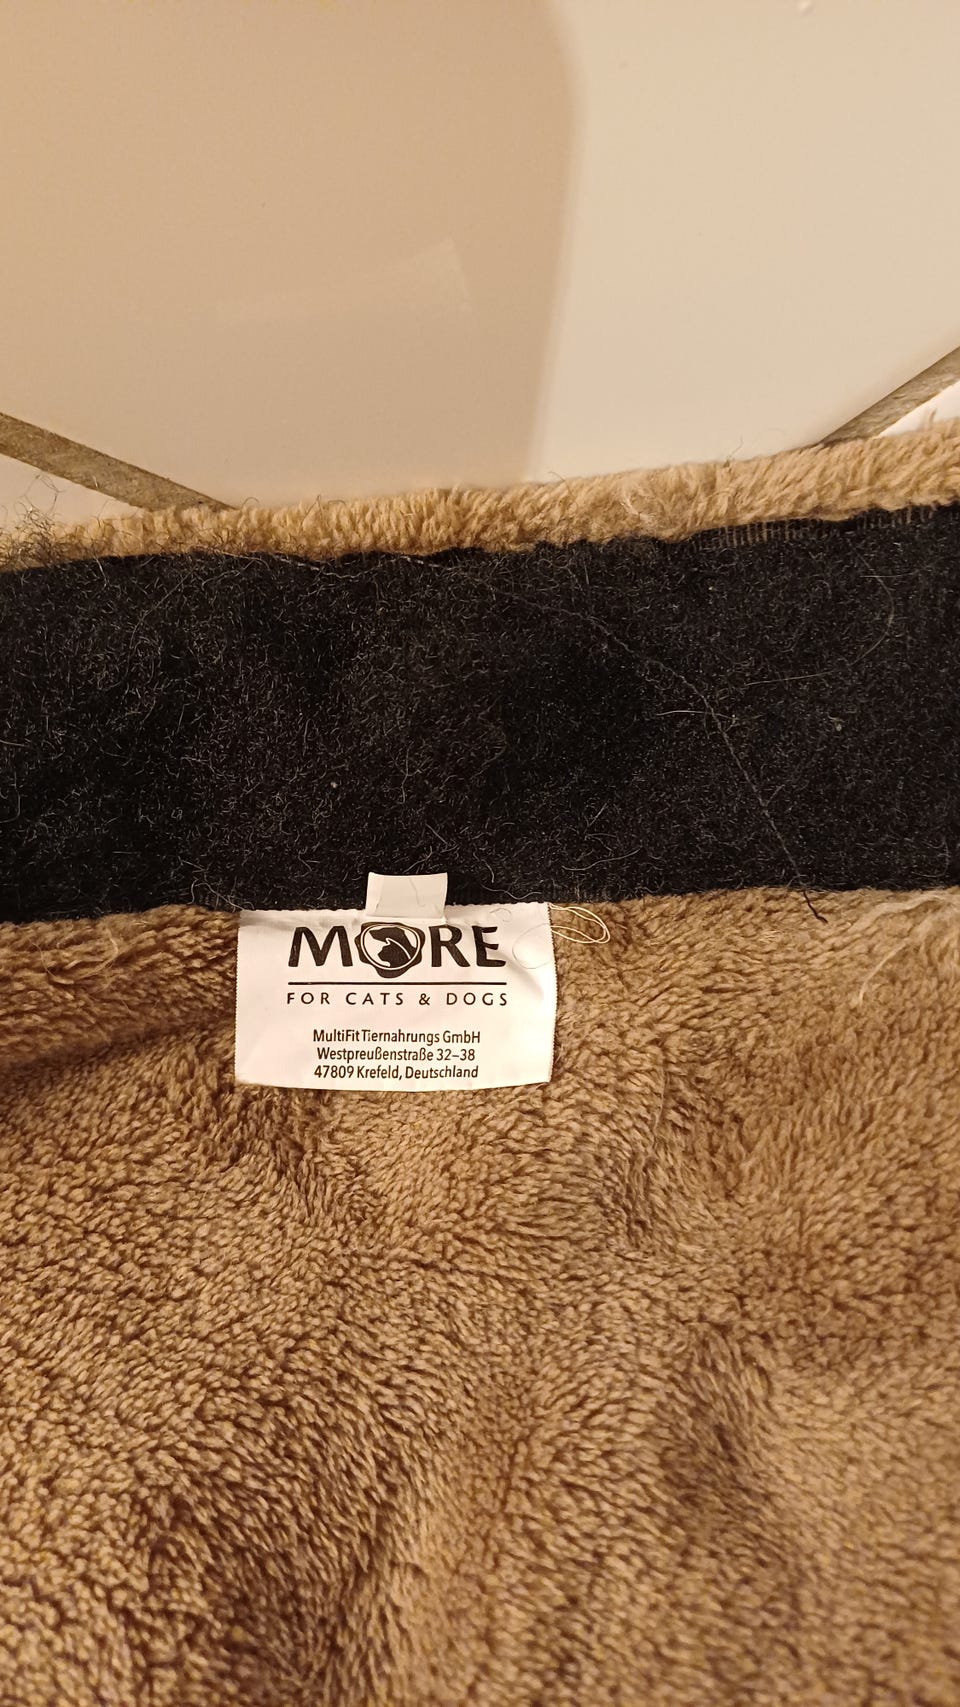 MORE
FOR CATS & DOGS
MultiFit Tiernahrungs GmbH
Westpreußenstraße 32–38
47809 Krefeld, Deutschland